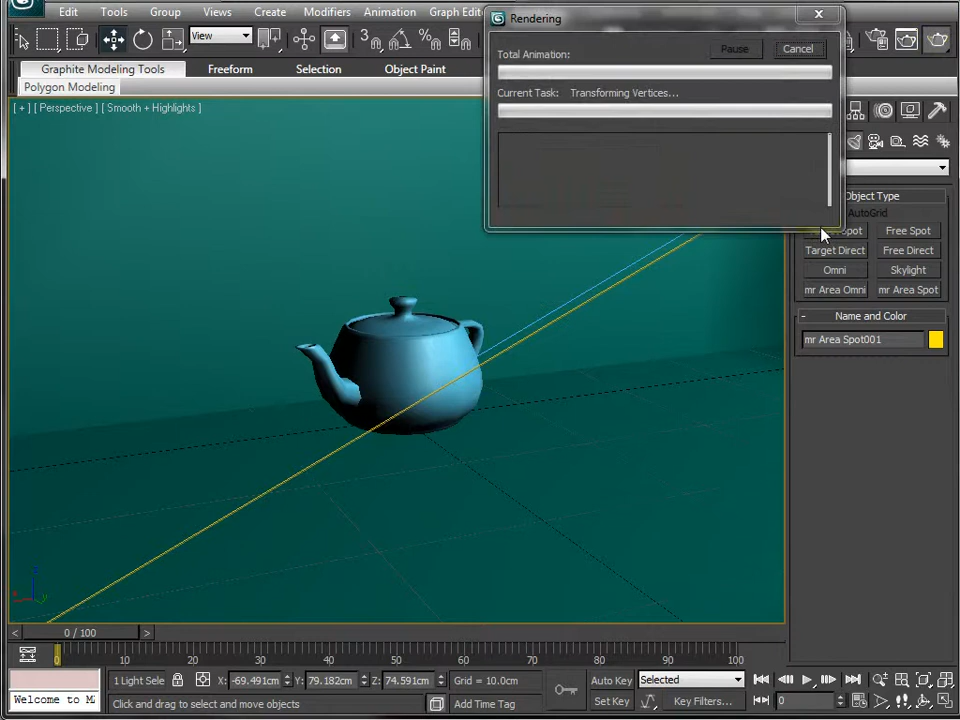 Edit Tools Group Views Create Modifiers Animation Graph Edit
Rendering
View
3 %
Total Animation:
Pause Cancel
Graphite Modeling Tools Freeform Selection Object Paint
Polygon Modeling
Current Task: Transforming Vertices...
[ + ] [ Perspective ] [ Smooth + Highlights ]
Object Type
AutoGrid
Spot Free Spot
Target Direct Free Direct
Omni Skylight
mr Area Omni mr Area Spot
- Name and Color
mr Area Spot001
z
x y
< 0 / 100 >
0 10 20 30 40 50 60 70 80 90 100
1 Light Sele X: -69.491cm Y: 79.182cm Z: 74.591cm Grid = 10.0cm Auto Key Selected
Welcome to M Click and drag to select and move objects Add Time Tag Set Key Key Filters... 0